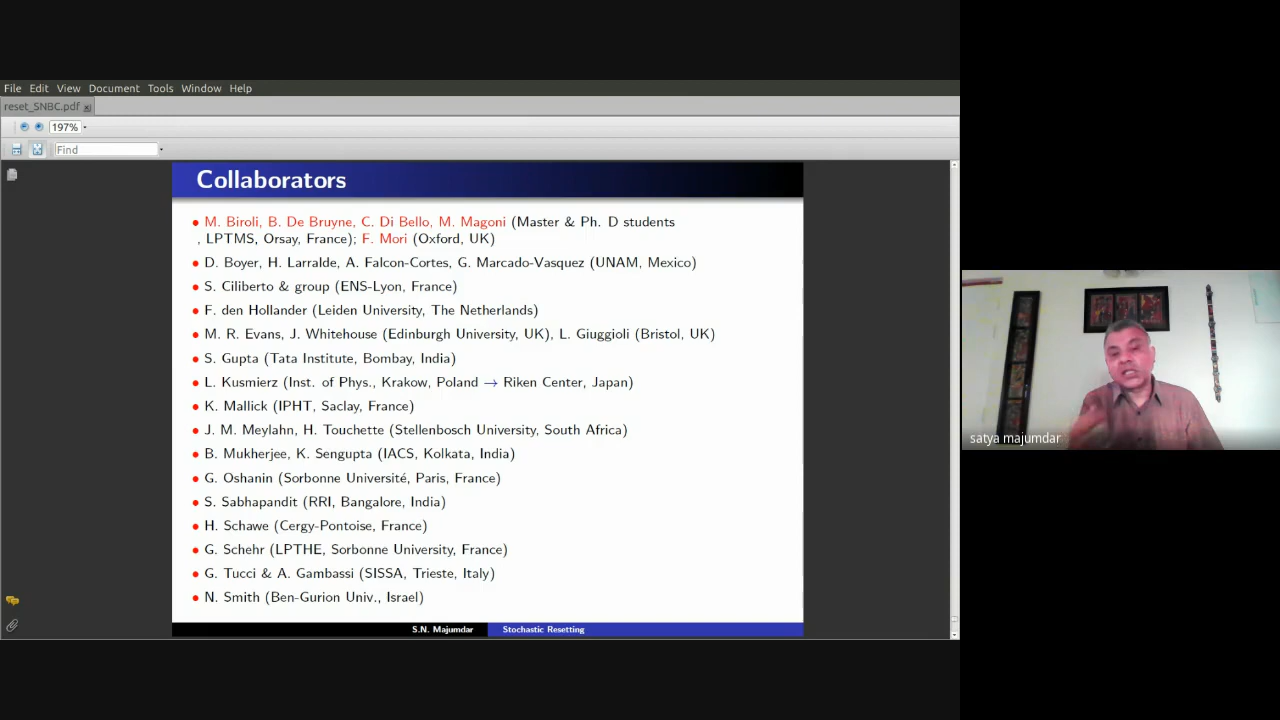 File Edit View Document Tools Window Help
reset_SNBC.pdf
197%
Find
Collaborators
M. Biroli, B. De Bruyne, C. Di Bello, M. Magoni (Master & Ph. D students
, LPTMS, Orsay, France); F. Mori (Oxford, UK)
D. Boyer, H. Larralde, A. Falcon-Cortes, G. Marcado-Vasquez (UNAM, Mexico)
S. Ciliberto & group (ENS-Lyon, France)
F. den Hollander (Leiden University, The Netherlands)
M. R. Evans, J. Whitehouse (Edinburgh University, UK), L. Giuggioli (Bristol, UK)
S. Gupta (Tata Institute, Bombay, India)
L. Kusmierz (Inst. of Phys., Krakow, Poland → Riken Center, Japan)
K. Mallick (IPHT, Saclay, France)
J. M. Meylahn, H. Touchette (Stellenbosch University, South Africa)
B. Mukherjee, K. Sengupta (IACS, Kolkata, India)
G. Oshanin (Sorbonne Université, Paris, France)
S. Sabhapandit (RRI, Bangalore, India)
H. Schawe (Cergy-Pontoise, France)
G. Schehr (LPTHE, Sorbonne University, France)
G. Tucci & A. Gambassi (SISSA, Trieste, Italy)
N. Smith (Ben-Gurion Univ., Israel)
S.N. Majumdar Stochastic Resetting
satya majumdar